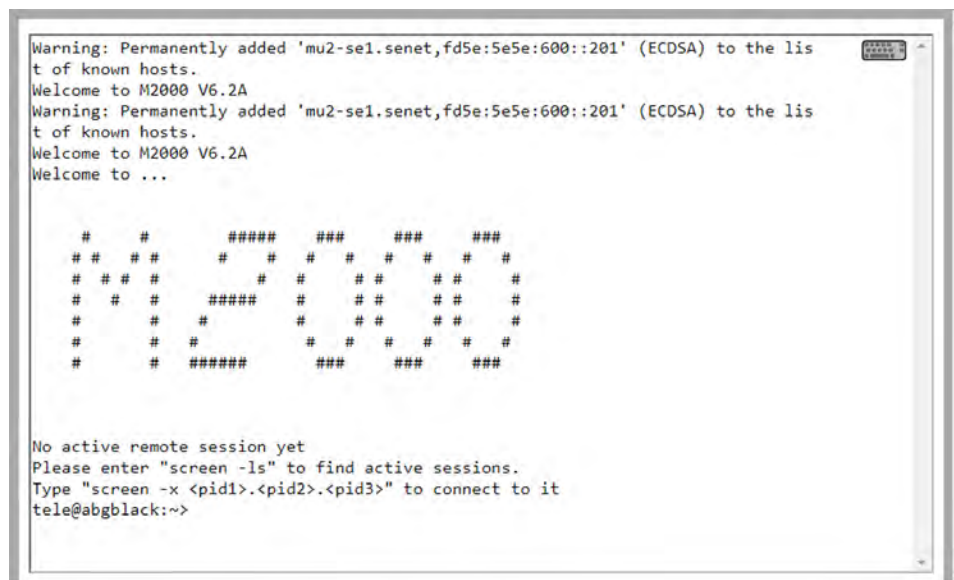 Warning: Permanently added 'mu2-se1.senet,fd5e:5e5e:600::201' (ECDSA) to the lis
t of known hosts.
Welcome to M2000 V6.2A
Warning: Permanently added 'mu2-se1.senet,fd5e:5e5e:600::201' (ECDSA) to the lis
t of known hosts.
Welcome to M2000 V6.2A
Welcome to ...
M2000
No active remote session yet
Please enter "screen -ls" to find active sessions.
Type "screen -x <pid1>.<pid2>.<pid3>" to connect to it
tele@abgblack:~>